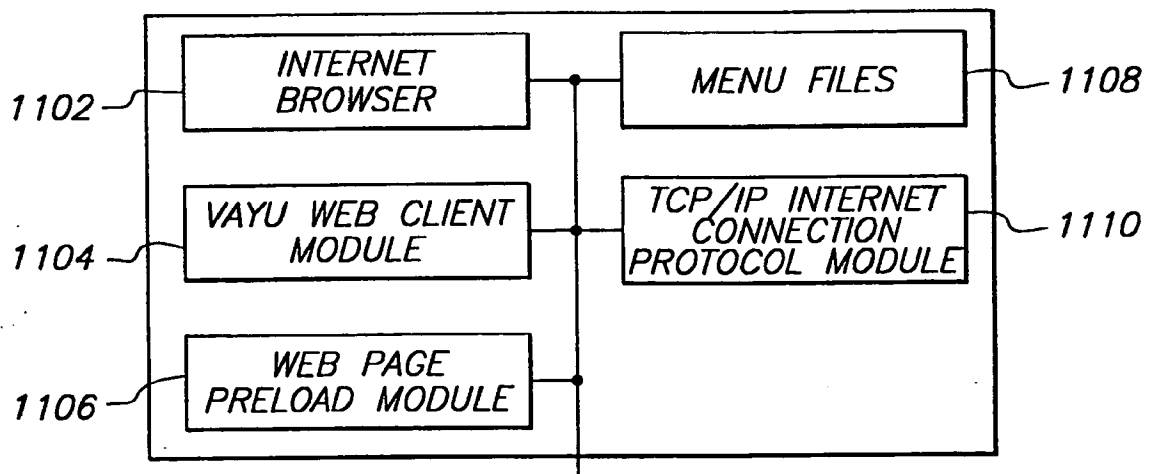 INTERNET
BROWSER
1102
MENU FILES
1108
VAYU WEB CLIENT
MODULE
1104
TCP/IP INTERNET
CONNECTION
PROTOCOL MODULE
1110
WEB PAGE
PRELOAD MODULE
1106